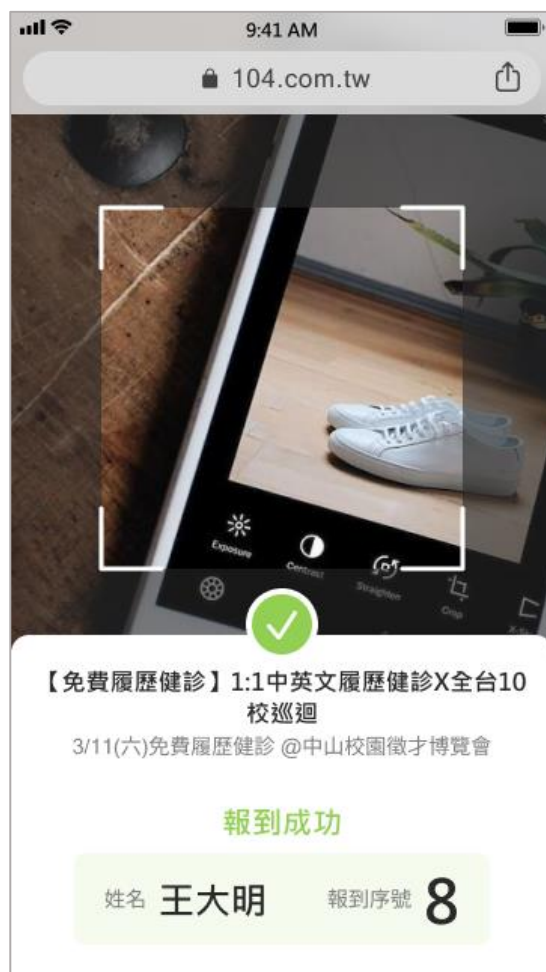 9:41 AM
104.com.tw
Exposure
Contrast
Straighten
Crop
【免費履歷健診】1:1中英文履歷健診X全台10
校巡迴
3/11(六)免費履歷健診 @中山校園徵才博覽會
報到成功
姓名 王大明 報到序號 8